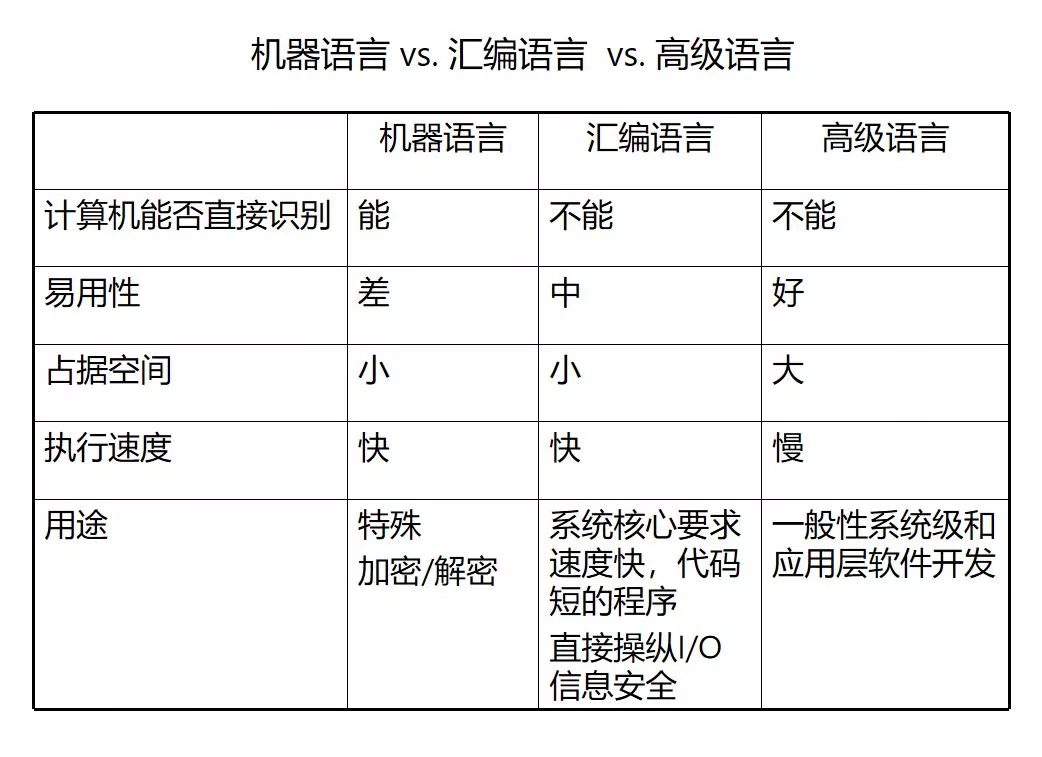 机器语言 vs. 汇编语言 vs. 高级语言
机器语言 汇编语言 高级语言
计算机能否直接识别 能 不能 不能
易用性 差 中 好
占据空间 小 小 大
执行速度 快 快 慢
用途
特殊
加密/解密
系统核心要求
速度快，代码
短的程序
直接操纵I/O
信息安全
一般性系统级和
应用层软件开发